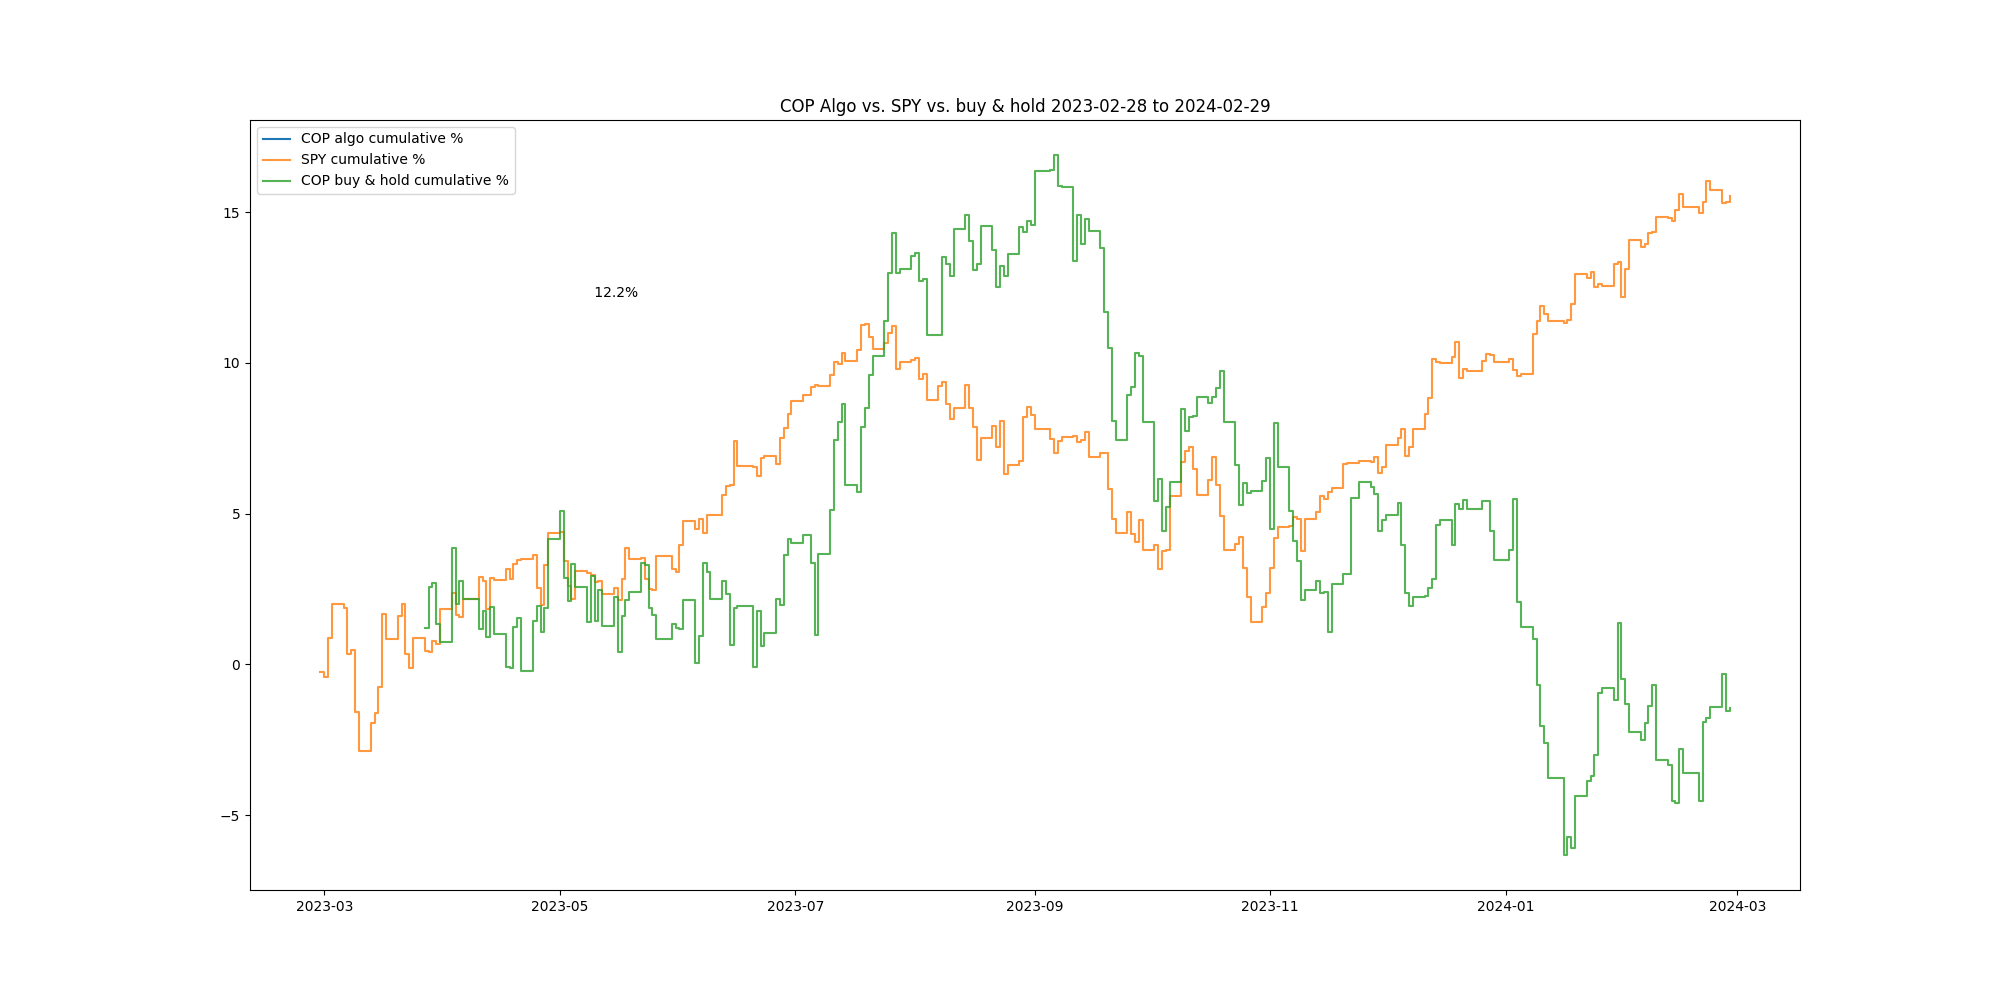 COP Algo vs. SPY vs. buy & hold 2023-02-28 to 2024-02-29
COP algo cumulative %
SPY cumulative %
COP buy & hold cumulative %
15
12.2%
10
5
0
−5
2023-03 2023-05 2023-07 2023-09 2023-11 2024-01 2024-03